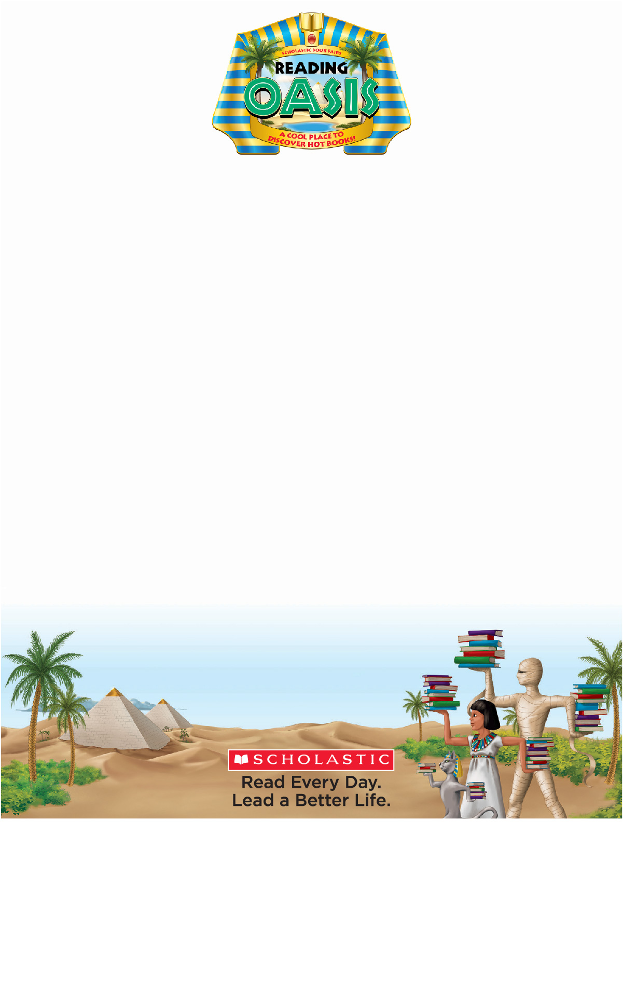 SCHOLASTIC BOOK FAIRS
READING
OASIS
A COOL PLACE TO
DISCOVER HOT BOOKS!
SCHOLASTIC
Read Every Day.
Lead a Better Life.